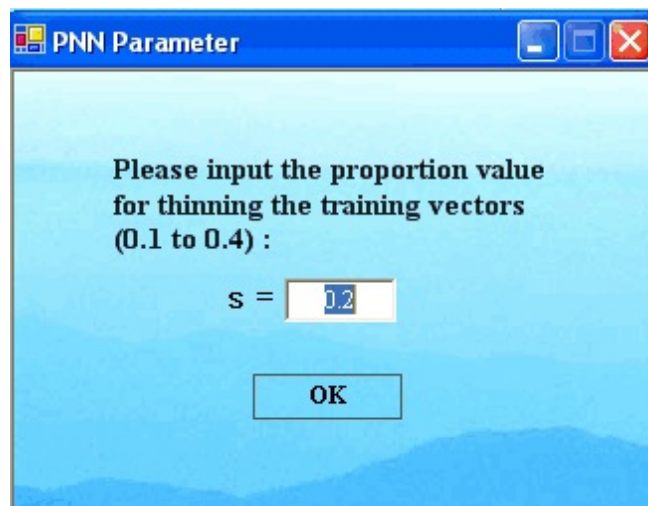 PNN Parameter
Please input the proportion value
for thinning the training vectors
(0.1 to 0.4) :
s = 0.2
OK